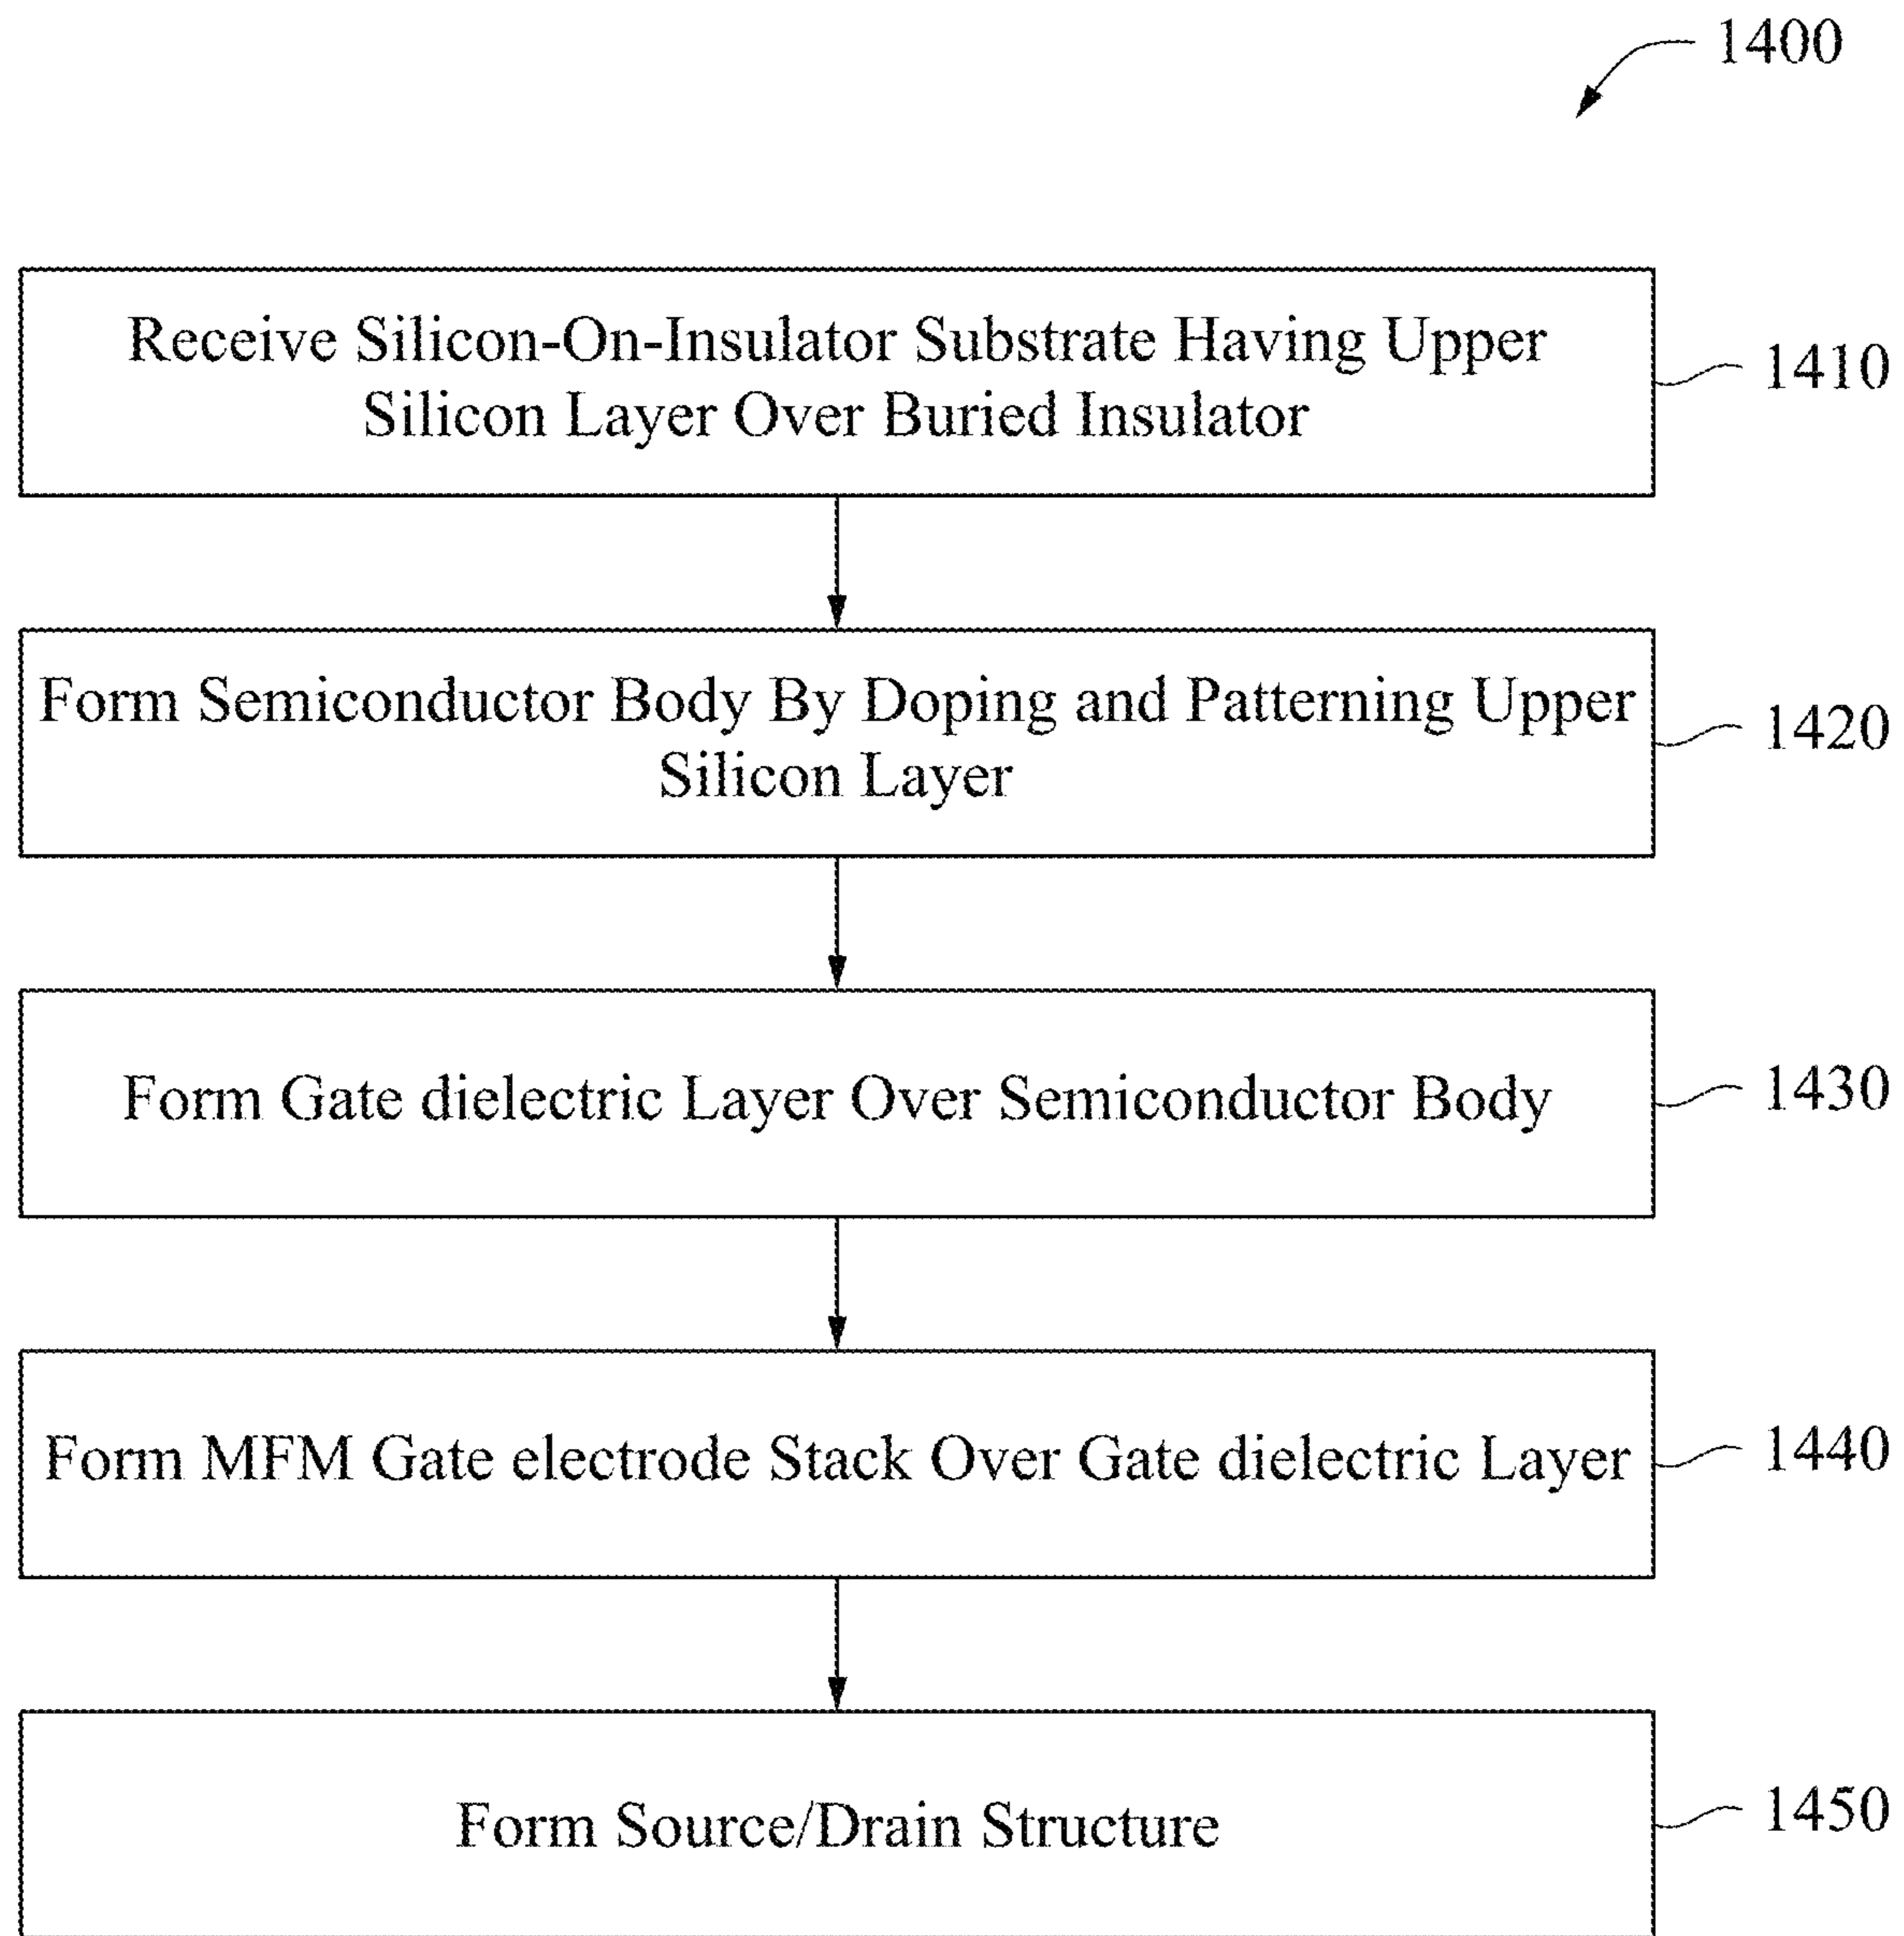 1400
Receive Silicon-On-Insulator Substrate Having Upper
Silicon Layer Over Buried Insulator
1410
Form Semiconductor Body By Doping and Patterning Upper
Silicon Layer
1420
Form Gate dielectric Layer Over Semiconductor Body
1430
Form MFM Gate electrode Stack Over Gate dielectric Layer
1440
Form Source/Drain Structure
1450